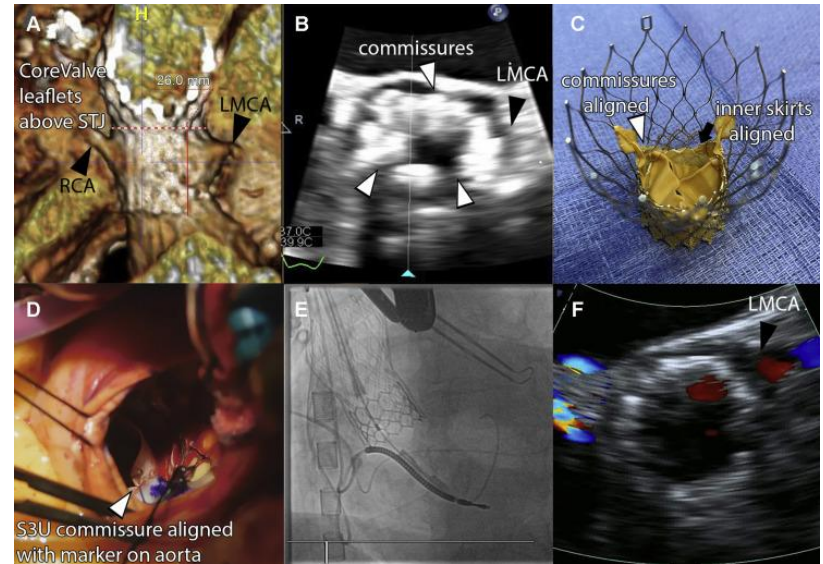 A
H
26.0 mm
CoreValve
leaflets
above STJ
LMCA
RCA
B
P
commissures
LMCA
R
37.0C
39.9C
C
commissures
aligned
inner skirts
aligned
D
S3U commissure aligned
with marker on aorta
E
F
LMCA